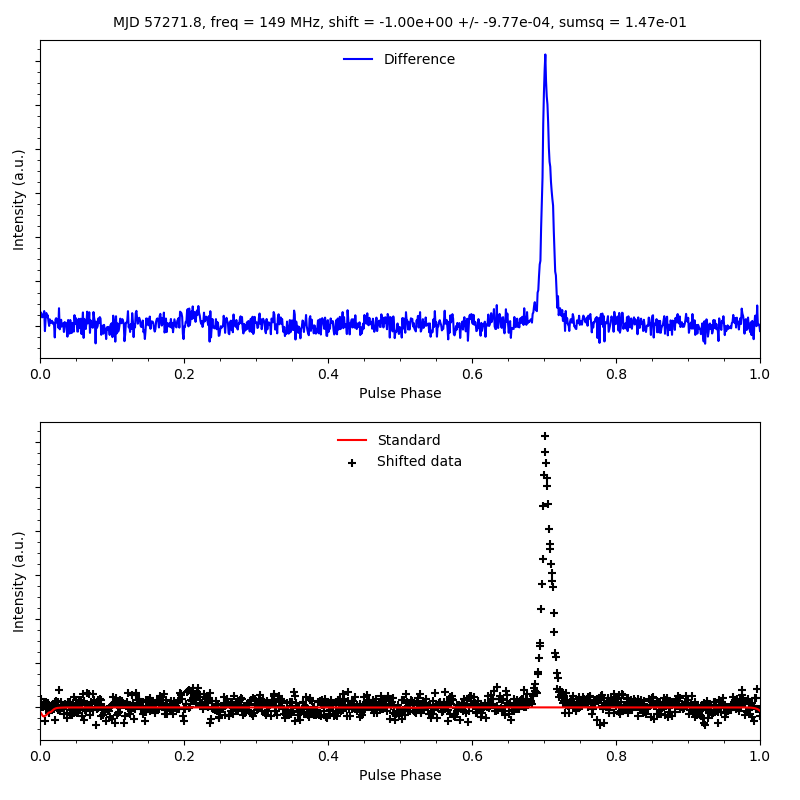 MJD 57271.8, freq = 149 MHz, shift = -1.00e+00 +/- -9.77e-04, sumsq = 1.47e-01
Difference
Intensity (a.u.)
0.0 0.2 0.4 0.6 0.8 1.0
Pulse Phase
Standard
Shifted data
Intensity (a.u.)
0.0 0.2 0.4 0.6 0.8 1.0
Pulse Phase